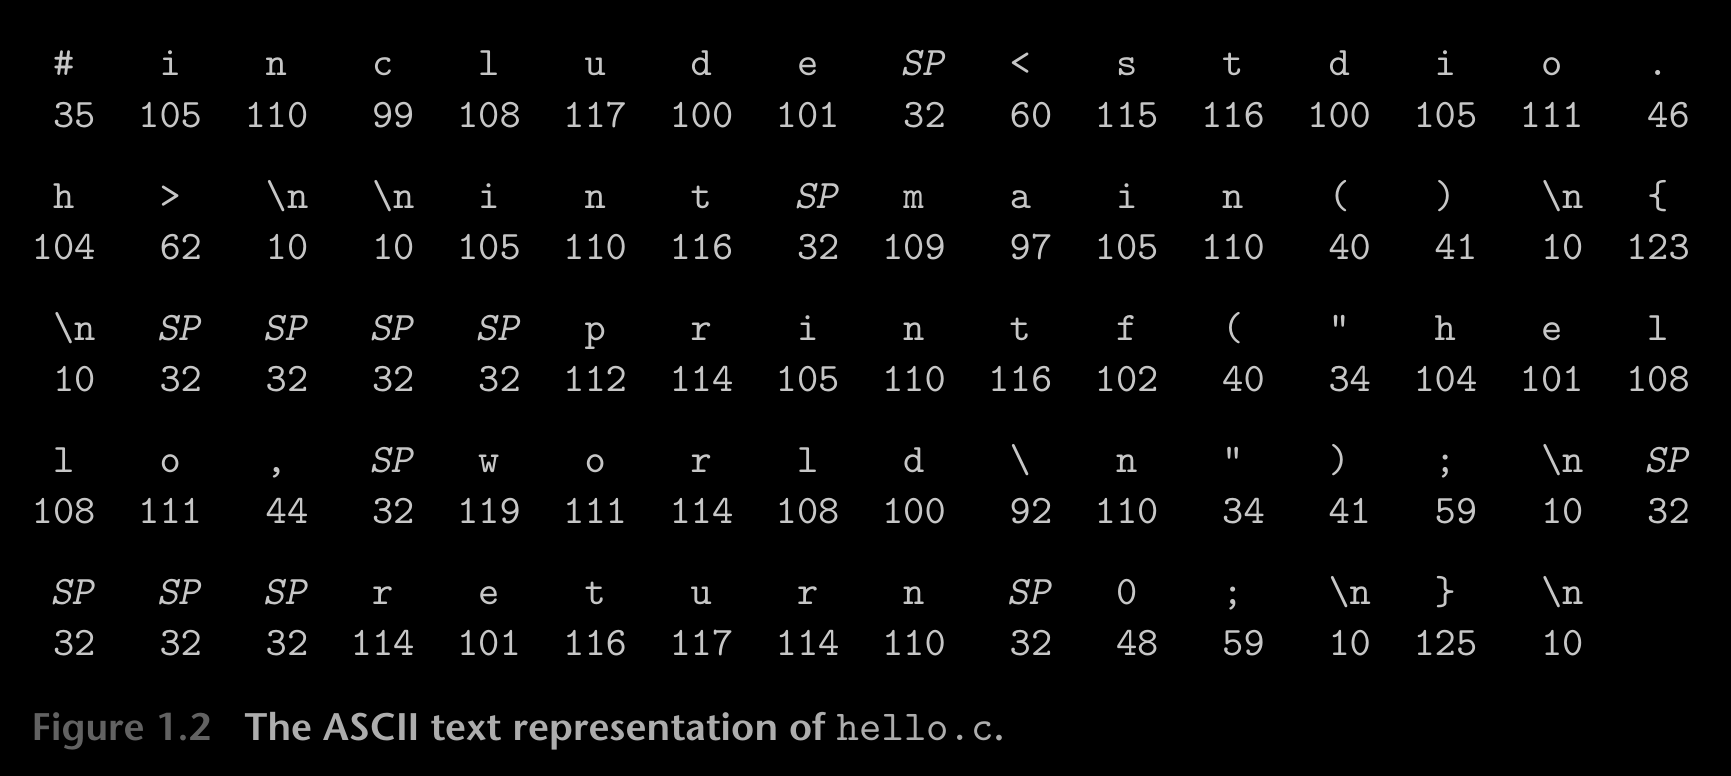 # i n c l u d e SP < s t d i o .
35 105 110 99 108 117 100 101 32 60 115 116 100 105 111 46
h > \n \n i n t SP m a i n ( ) \n {
104 62 10 10 105 110 116 32 109 97 105 110 40 41 10 123
\n SP SP SP SP p r i n t f ( " h e l
10 32 32 32 32 112 114 105 110 116 102 40 34 104 101 108
l o , SP w o r l d \ n " ) ; \n SP
108 111 44 32 119 111 114 108 100 92 110 34 41 59 10 32
SP SP SP r e t u r n SP 0 ; \n } \n
32 32 32 114 101 116 117 114 110 32 48 59 10 125 10
Figure 1.2 The ASCII text representation of hello.c.